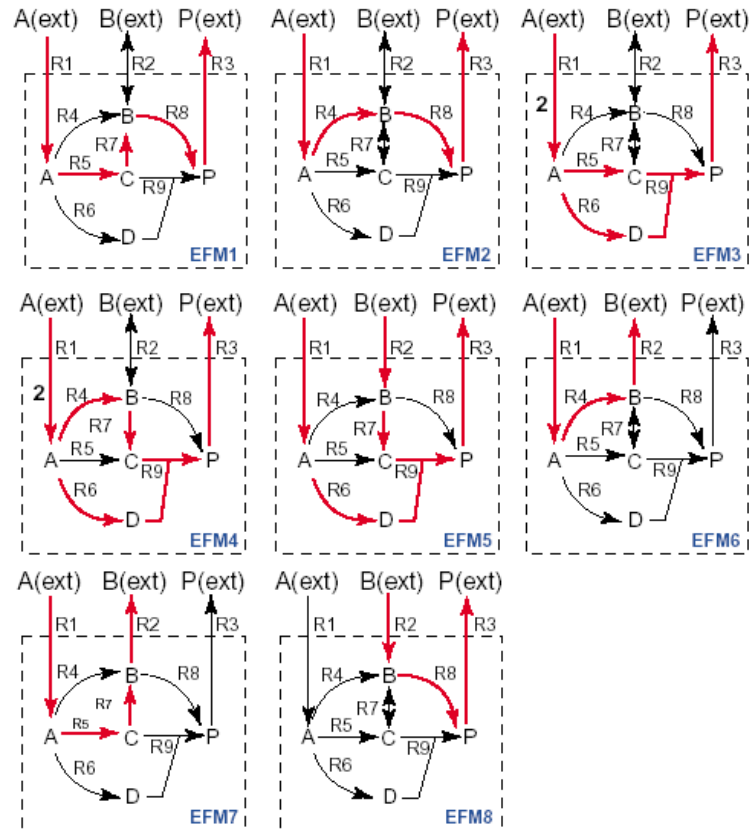 A(ext) B(ext) P(ext)
R1 R2 R3
R4 B R8
R7
A R5 C R9 P
R6
D
EFM1
A(ext) B(ext) P(ext)
R1 R2 R3
R4 B R8
R7
A R5 C R9 P
R6
D
EFM2
A(ext) B(ext) P(ext)
R1 R2 R3
2 R4 B R8
R7
A R5 C R9 P
R6
D
EFM3
A(ext) B(ext) P(ext)
R1 R2 R3
2 R4 B R8
R7
A R5 C R9 P
R6
D
EFM4
A(ext) B(ext) P(ext)
R1 R2 R3
R4 B R8
R7
A R5 C R9 P
R6
D
EFM5
A(ext) B(ext) P(ext)
R1 R2 R3
R4 B R8
R7
A R5 C R9 P
R6
D
EFM6
A(ext) B(ext) P(ext)
R1 R2 R3
R4 B R8
R7
A R5 C R9 P
R6
D
EFM7
A(ext) B(ext) P(ext)
R1 R2 R3
R4 B R8
R7
A R5 C R9 P
R6
D
EFM8